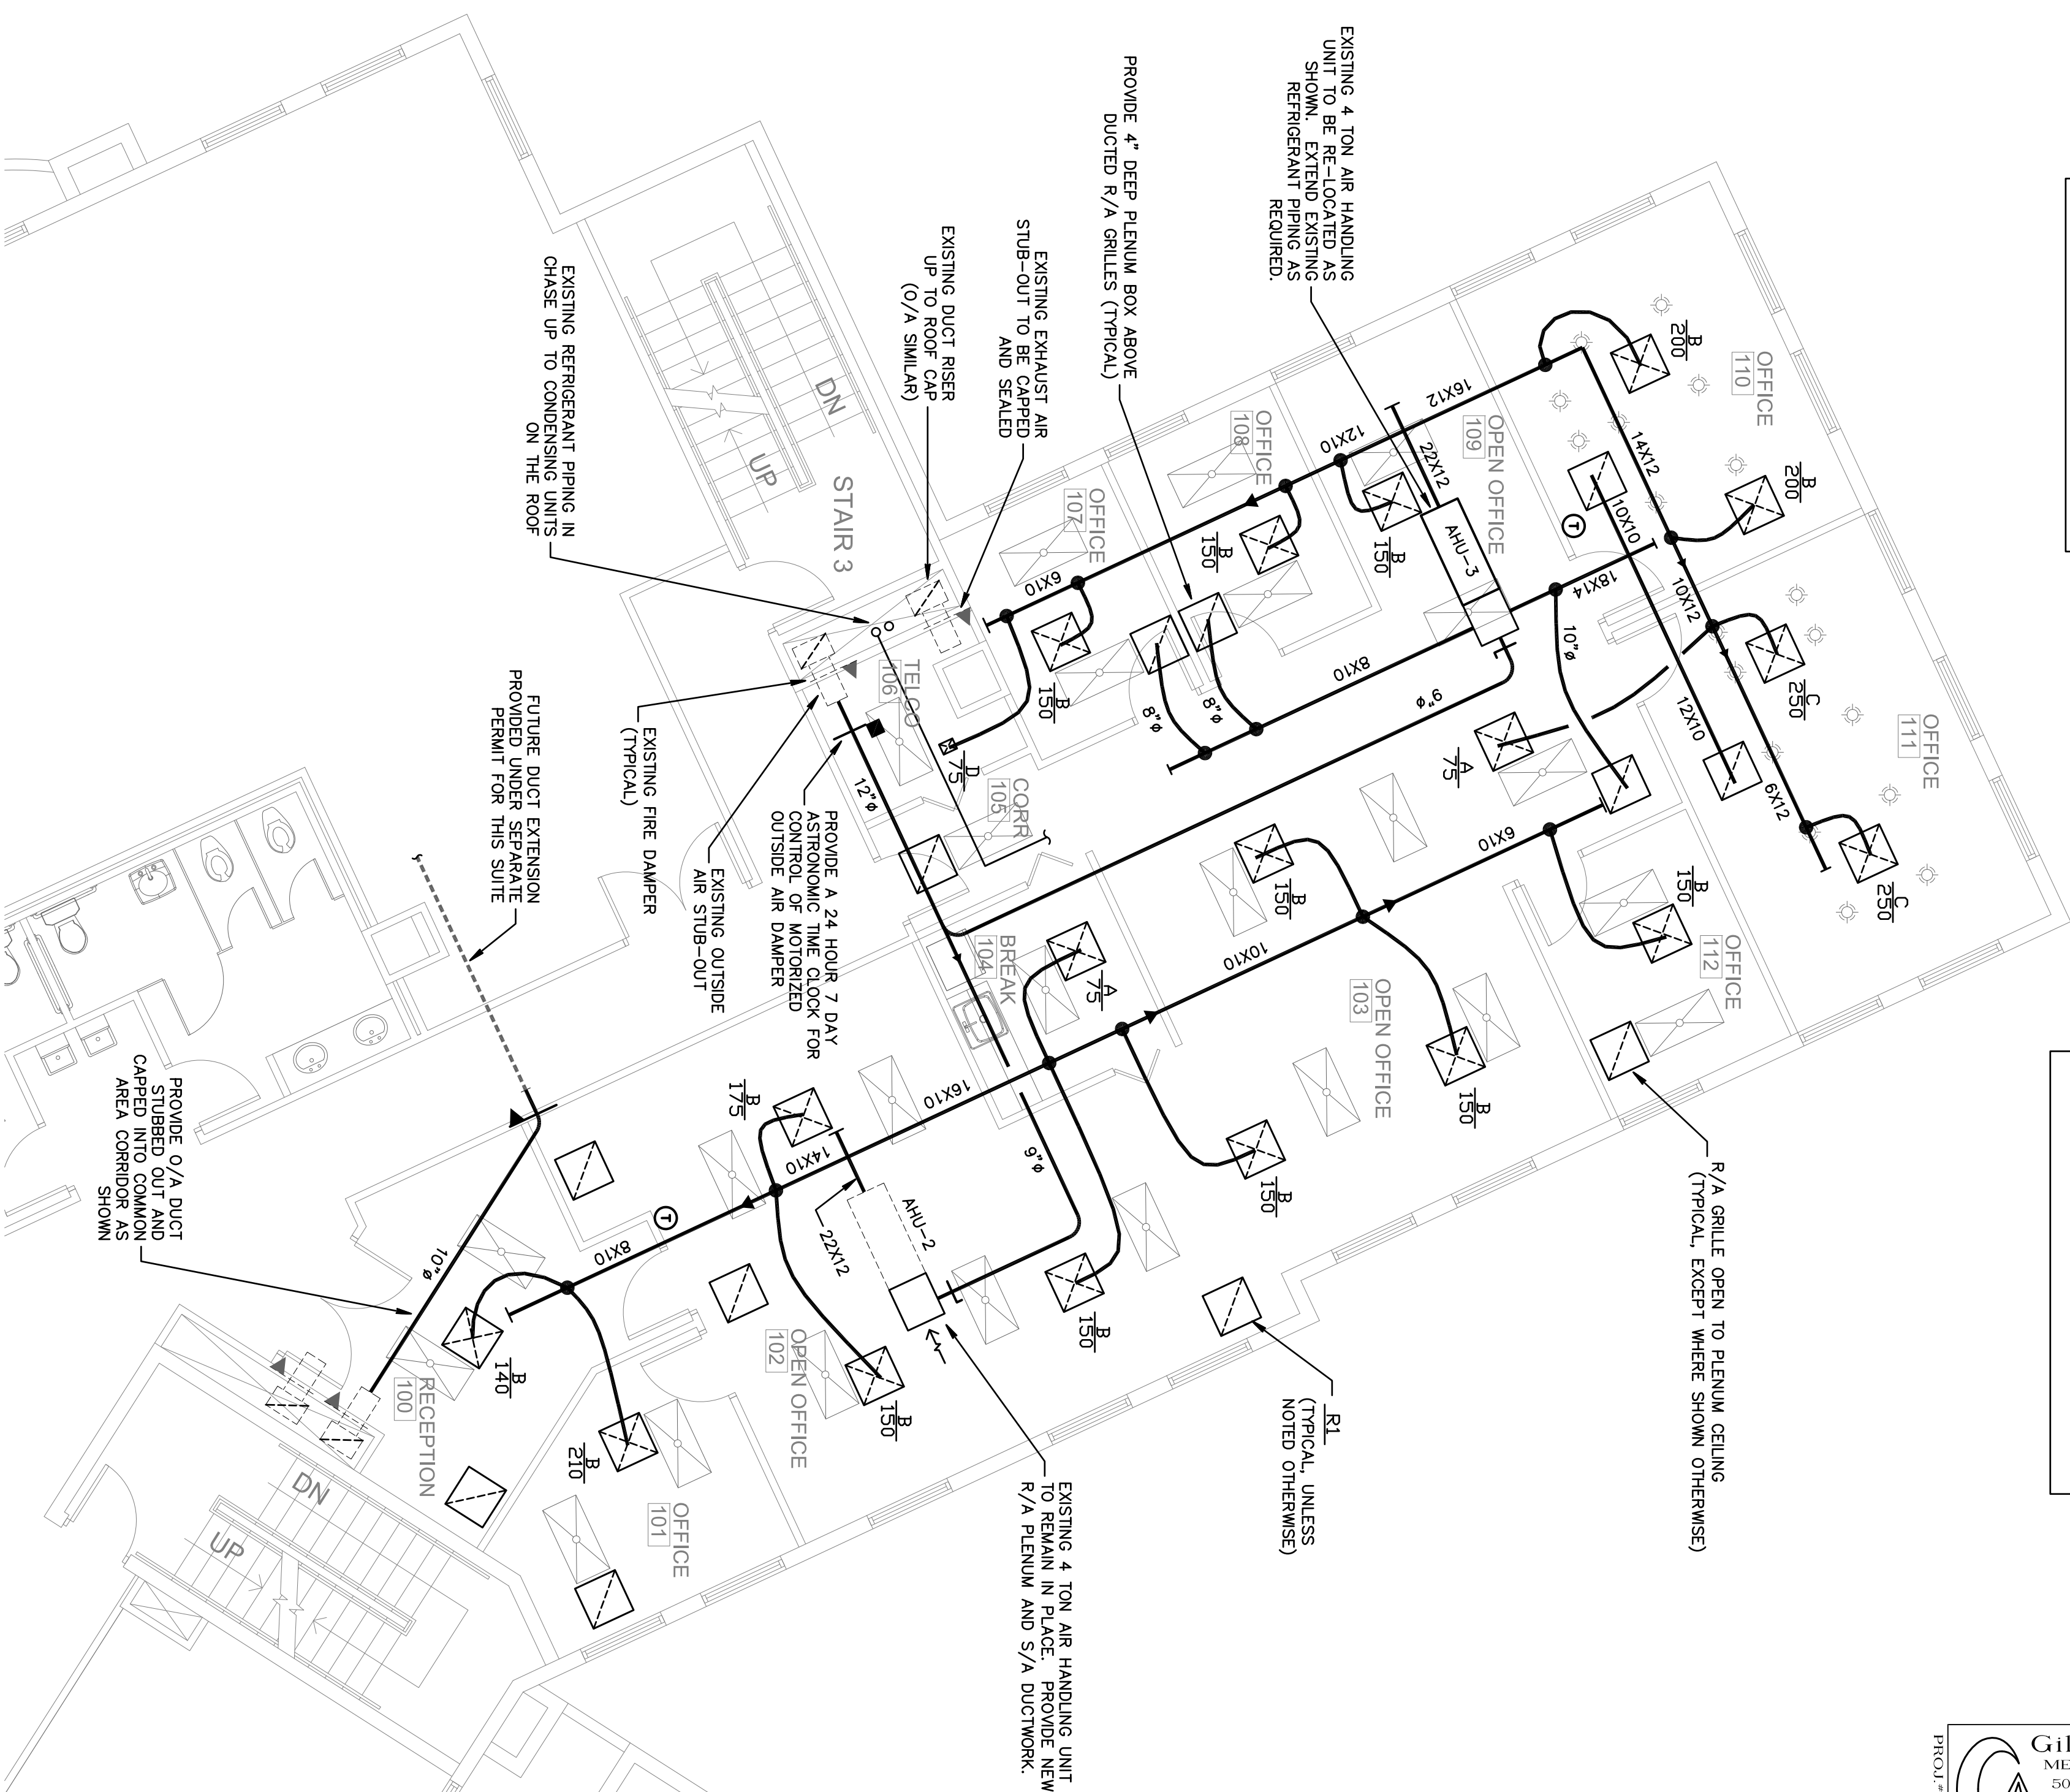 EXISTING 4 TON AIR HANDLING
UNIT TO BE RE-LOCATED AS
SHOWN. EXTEND EXISTING
REFRIGERANT PIPING AS
REQUIRED.
PROVIDE 4" DEEP PLENUM BOX ABOVE
DUCTED R/A GRILLES (TYPICAL)
EXISTING EXHAUST AIR
STUB-OUT TO BE CAPPED
AND SEALED
EXISTING DUCT RISER
UP TO ROOF CAP
(O/A SIMILAR)
EXISTING REFRIGERANT PIPING IN
CHASE UP TO CONDENSING UNITS
ON THE ROOF
OFFICE
110
B
200
B
200
OFFICE
111
C
250
C
250
14X12
10X12
6X12
10X10
12X10
T
18X14
16X12
OPEN OFFICE
109
22X12
AHU-3
12X10
B
150
OFFICE
108
B
150
OFFICE
107
6X10
B
150
8X10
8"ø
8"ø
9"ø
10"ø
A
75
6X10
B
150
OFFICE
112
STAIR 3
DN
UP
TELCO
106
D
75
CORR
105
12"ø
BREAK
104
A
75
B
150
10X10
OPEN OFFICE
103
B
150
B
150
B
150
16X10
9"ø
B
175
14X10
22X12
AHU-2
T
8X10
OPEN OFFICE
102
B
150
B
140
B
210
OFFICE
101
RECEPTION
100
10"ø
DN
UP
R/A GRILLE OPEN TO PLENUM CEILING
(TYPICAL, EXCEPT WHERE SHOWN OTHERWISE)
R1
(TYPICAL, UNLESS
NOTED OTHERWISE)
EXISTING 4 TON AIR HANDLING UNIT
TO REMAIN IN PLACE. PROVIDE NEW
R/A PLENUM AND S/A DUCTWORK.
PROVIDE A 24 HOUR 7 DAY
ASTRONOMIC TIME CLOCK FOR
CONTROL OF MOTORIZED
OUTSIDE AIR DAMPER
EXISTING OUTSIDE
AIR STUB-OUT
EXISTING FIRE DAMPER
(TYPICAL)
FUTURE DUCT EXTENSION
PROVIDED UNDER SEPARATE
PERMIT FOR THIS SUITE
PROVIDE O/A DUCT
STUBBED OUT AND
CAPPED INTO COMMON
AREA CORRIDOR AS
SHOWN
ME
50
PROJ.#